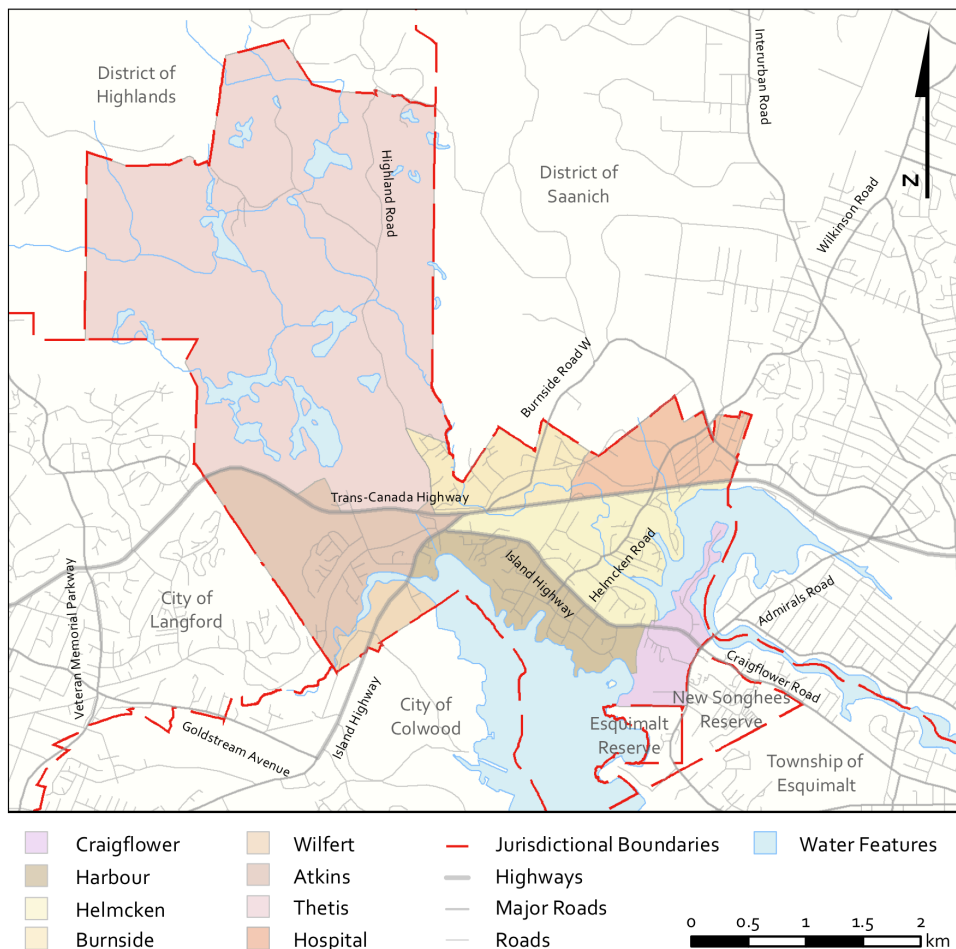 District of
Highlands
Interurban Road
Highland Road
District of
Saanich
Wilkinson Road
N
Burnside Road W
Trans-Canada Highway
Island Highway
Helmcken Road
Veteran Memorial Parkway
City of
Langford
Admirals Road
Craigflower Road
New Songhees
Reserve
Esquimalt
Reserve
City of
Colwood
Island Highway
Goldstream Avenue
Township of
Esquimalt
Craigflower
Harbour
Helmcken
Burnside
Wilfert
Atkins
Thetis
Hospital
Jurisdictional Boundaries
Highways
Major Roads
Roads
Water Features
0 0.5 1 1.5 2
km